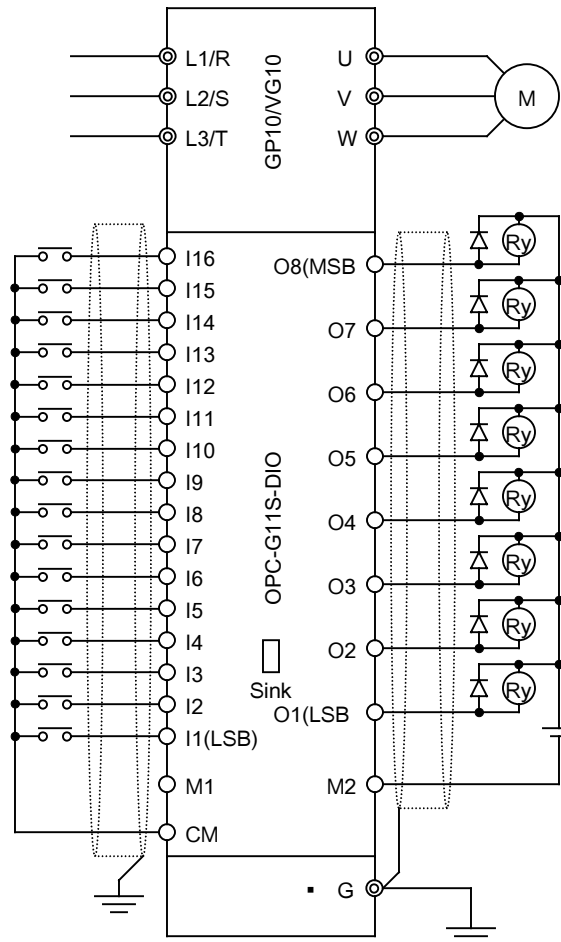 L1/R
L2/S
L3/T
GP10/VG10
U
V
W
M
I16
I15
I14
I13
I12
I11
I10
I9
I8
I7
I6
I5
I4
I3
I2
I1(LSB)
M1
CM
OPC-G11S-DIO
Sink
O8(MSB
O7
O6
O5
O4
O3
O2
O1(LSB
M2
G
Ry
Ry
Ry
Ry
Ry
Ry
Ry
Ry